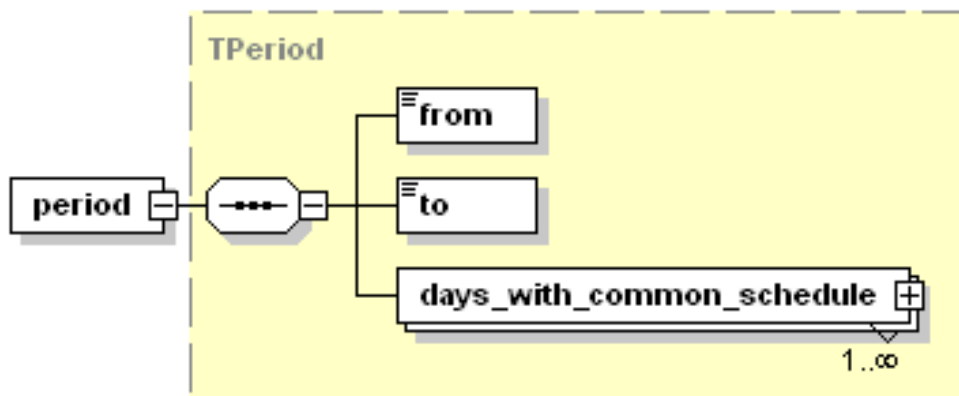 TPeriod
from
period
to
days_with_common_schedule
1..∞